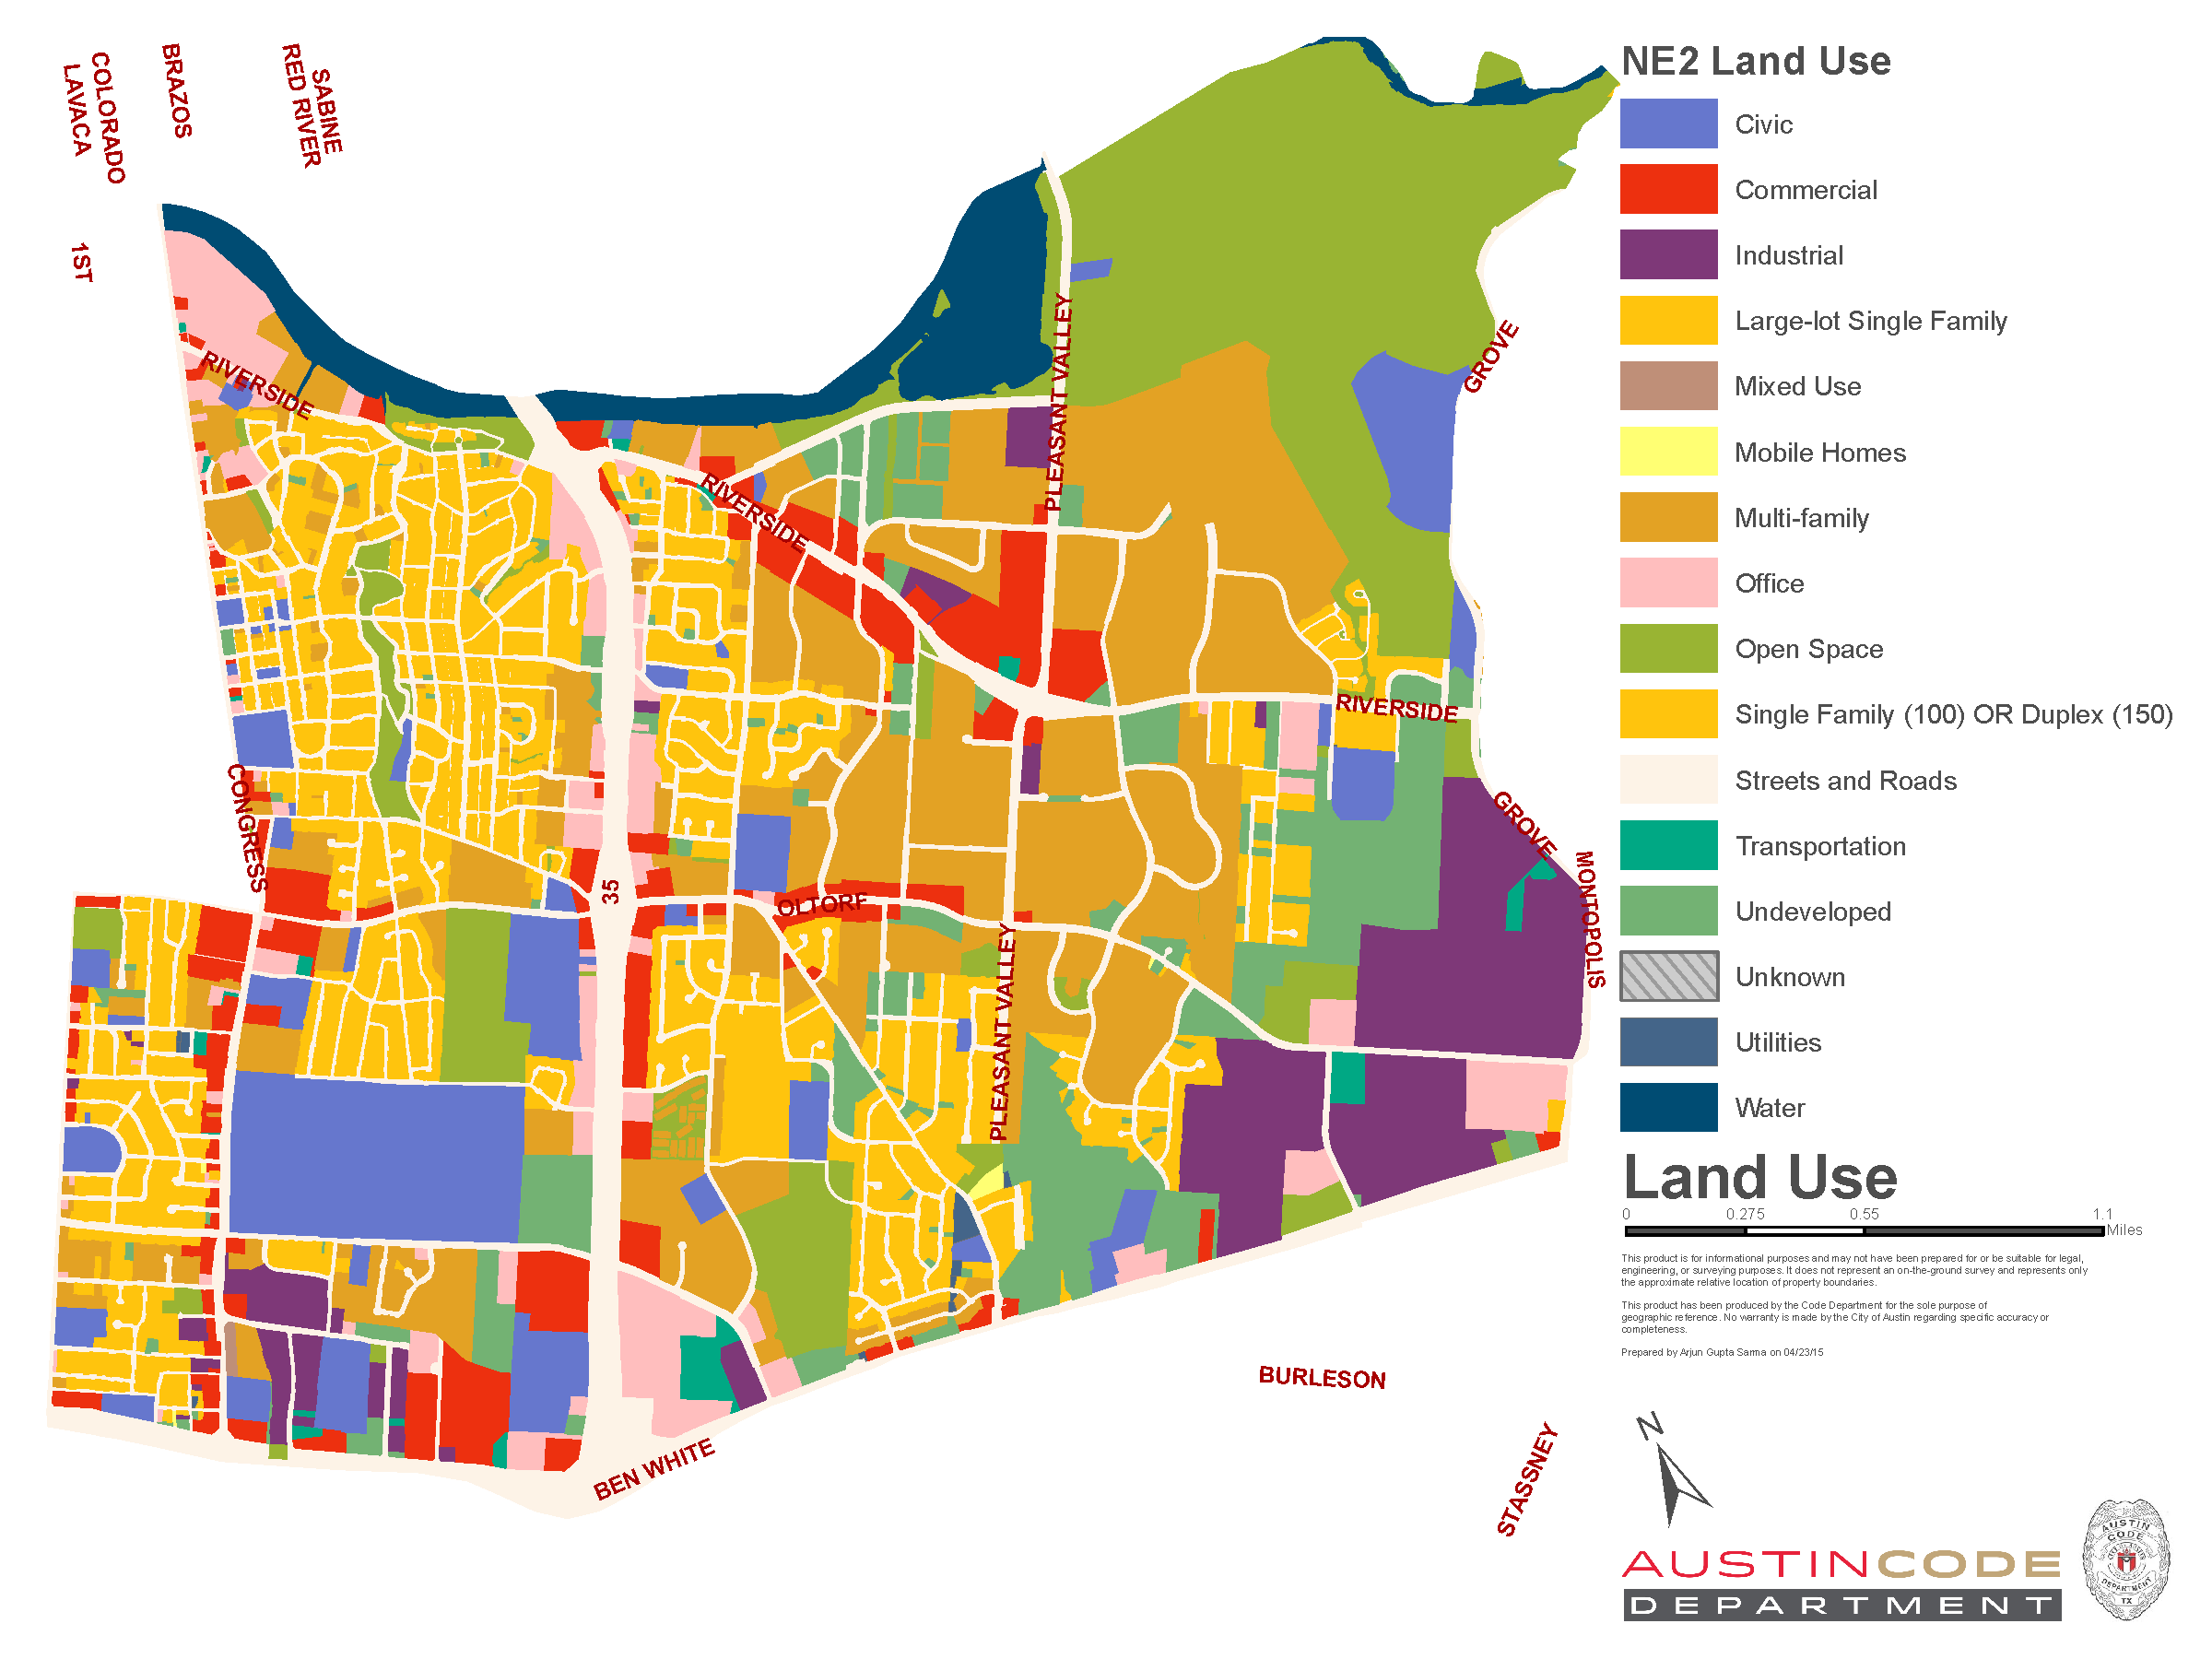 LAVACA
COLORADO
BRAZOS
RED RIVER
SABINE
1ST
RIVERSIDE
RIVERSIDE
PLEASANT VALLEY
GROVE
RIVERSIDE
CONGRESS
35
OLTORF
PLEASANT VALLEY
GROVE
MONTOPOLIS
BEN WHITE
BURLESON
STASSNEY
NE2 Land Use
Civic
Commercial
Industrial
Large-lot Single Family
Mixed Use
Mobile Homes
Multi-family
Office
Open Space
Single Family (100) OR Duplex (150)
Streets and Roads
Transportation
Undeveloped
Unknown
Utilities
Water
Land Use
0 0.275 0.55 1.1
Miles
This product is for informational purposes and may not have been prepared for or be suitable for legal,
engineering, or surveying purposes. It does not represent an on-the-ground survey and represents only
the approximate relative location of property boundaries.
This product has been produced by the Code Department for the sole purpose of
geographic reference. No warranty is made by the City of Austin regarding specific accuracy or
completeness.
Prepared by Arjun Gupta Sarma on 04/23/15
N
AUSTINCODE
DEPARTMENT
AUSTIN
CODE
DEPARTMENT
TX